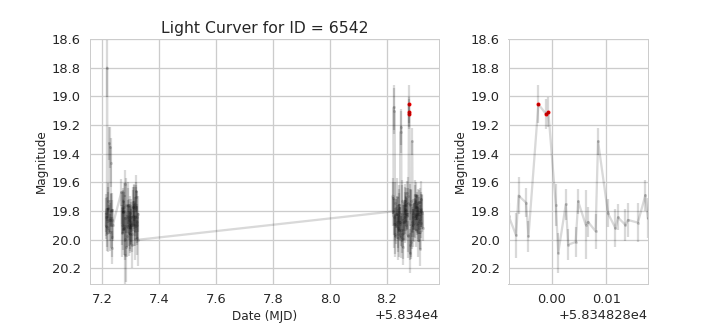 Light Curver for ID = 6542
18.6
18.8
19.0
19.2
19.4
19.6
19.8
20.0
20.2
Magnitude
7.2 7.4 7.6 7.8 8.0 8.2
Date (MJD)
+5.834e4
18.6
18.8
19.0
19.2
19.4
19.6
19.8
20.0
20.2
Magnitude
0.00 0.01
+5.834828e4